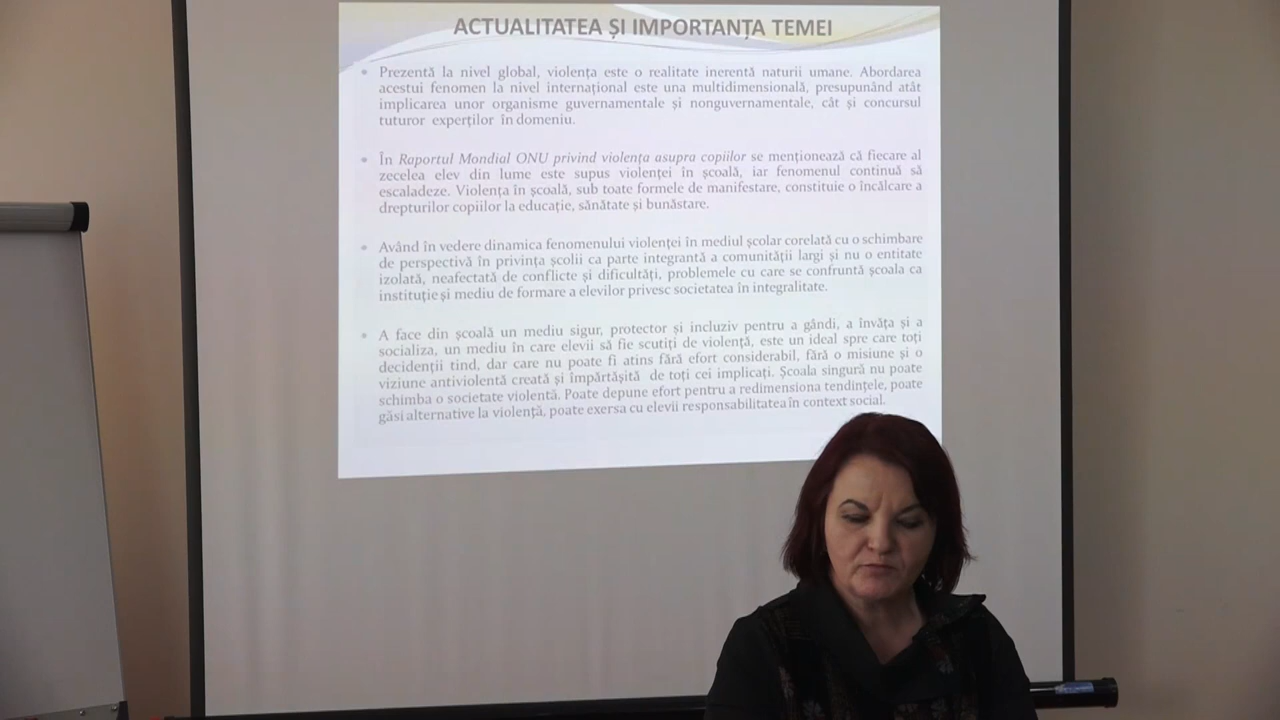 ACTUALITATEA ȘI IMPORTANȚA TEMEI
Prezentă la nivel global, violența este o realitate inerentă naturii umane. Abordarea
acestui fenomen la nivel internațional este una multidimensională, presupunând atât
implicarea unor organisme guvernamentale și nonguvernamentale, cât și concursul
tuturor experților în domeniu.
În Raportul Mondial ONU privind violența asupra copiilor se menționează că fiecare al
zecelea elev din lume este supus violenței în școală, iar fenomenul continuă să
escaladeze. Violența în școală, sub toate formele de manifestare, constituie o încălcare a
drepturilor copiilor la educație, sănătate și bunăstare.
Având în vedere dinamica fenomenului violenței în mediul școlar corelată cu o schimbare
de perspectivă în privința școlii ca parte integrantă a comunității largi și nu o entitate
izolată, neafectată de conflicte și dificultăți, problemele cu care se confruntă școala ca
instituție și mediu de formare a elevilor privesc societatea în integralitate.
A face din școală un mediu sigur, protector și incluziv pentru a gândi, a învăța și a
socializa, un mediu în care elevii să fie scutiți de violență, este un ideal spre care toți
decidenții tind, dar care nu poate fi atins fără efort considerabil, fără o misiune și o
viziune antiviolentă creată și împărtășită de toți cei implicați. Școala singură nu poate
schimba o societate violentă. Poate depune efort pentru a redimensiona tendințele, poate
găsi alternative la violență, poate exersa cu elevii responsabilitatea în context social.